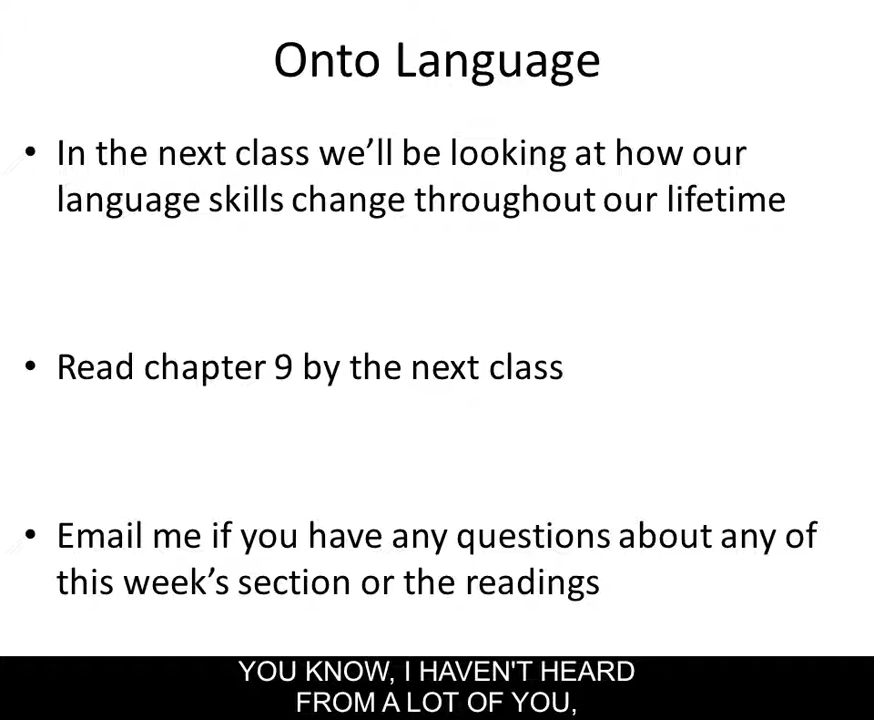 Onto Language
• In the next class we'll be looking at how our
language skills change throughout our lifetime
• Read chapter 9 by the next class
• Email me if you have any questions about any of
this week's section or the readings
YOU KNOW, I HAVEN'T HEARD
FROM A LOT OF YOU,